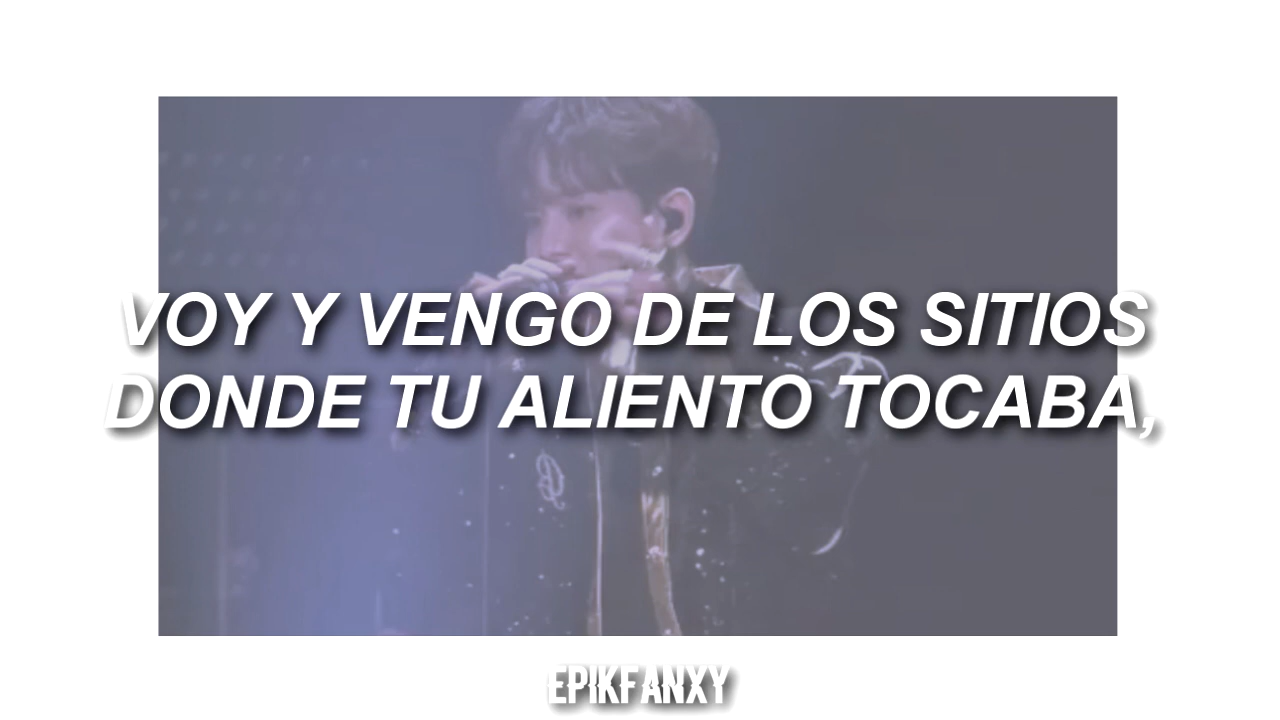 VOY Y VENGO DE LOS SITIOS
DONDE TU ALIENTO TOCABA,
EPIKFANXY